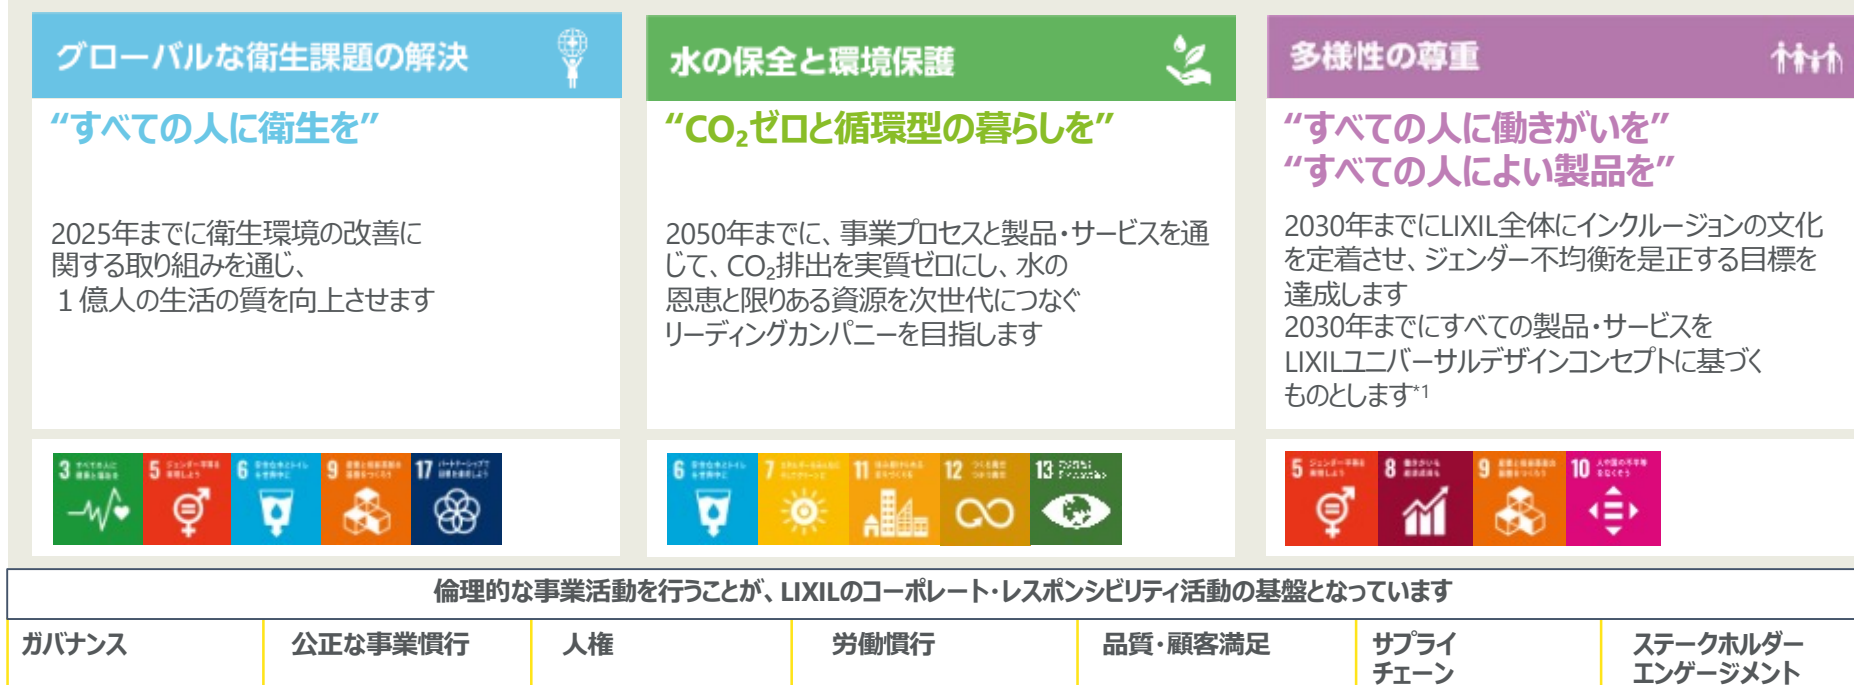 グローバルな衛生課題の解決
“すべての人に衛生を”
2025年までに衛生環境の改善に
関する取り組みを通じ、
１億人の生活の質を向上させます
3
5
6
9
17
水の保全と環境保護
“CO₂ゼロと循環型の暮らしを”
2050年までに、事業プロセスと製品・サービスを通
じて、CO₂排出を実質ゼロにし、水の
恩恵と限りある資源を次世代につなぐ
リーディングカンパニーを目指します
6
7
11
12
13
多様性の尊重
“すべての人に働きがいを”
“すべての人によい製品を”
2030年までにLIXIL全体にインクルージョンの文化
を定着させ、ジェンダー不均衡を是正する目標を
達成します
2030年までにすべての製品・サービスを
LIXILユニバーサルデザインコンセプトに基づく
ものとします*1
5
8
9
10
倫理的な事業活動を行うことが、LIXILのコーポレート・レスポンシビリティ活動の基盤となっています
ガバナンス
公正な事業慣行
人権
労働慣行
品質・顧客満足
サプライ
チェーン
ステークホルダー
エンゲージメント